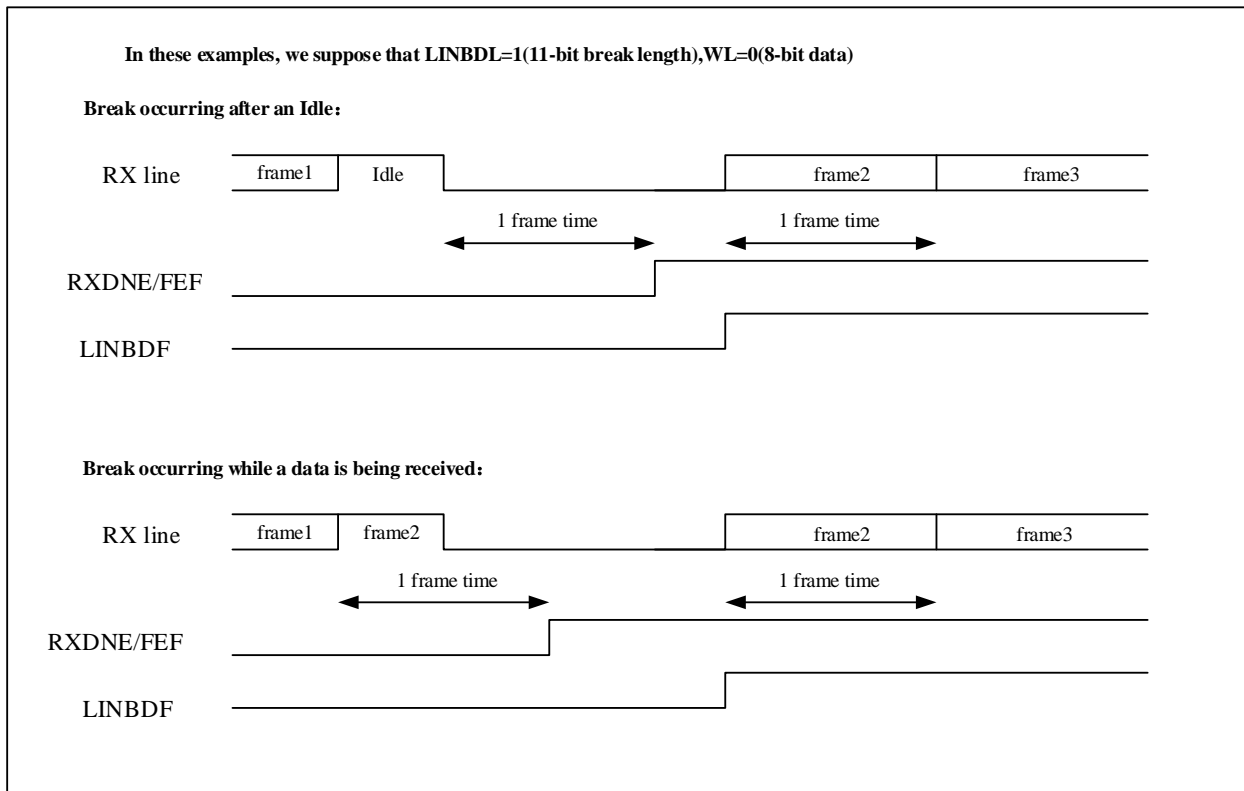 In these examples, we suppose that LINBDL=1(11-bit break length),WL=0(8-bit data)
Break occurring after an Idle：
RX line
frame1
Idle
frame2
frame3
1 frame time
1 frame time
RXDNE/FEF
LINBDF
Break occurring while a data is being received：
RX line
frame1
frame2
frame2
frame3
1 frame time
1 frame time
RXDNE/FEF
LINBDF